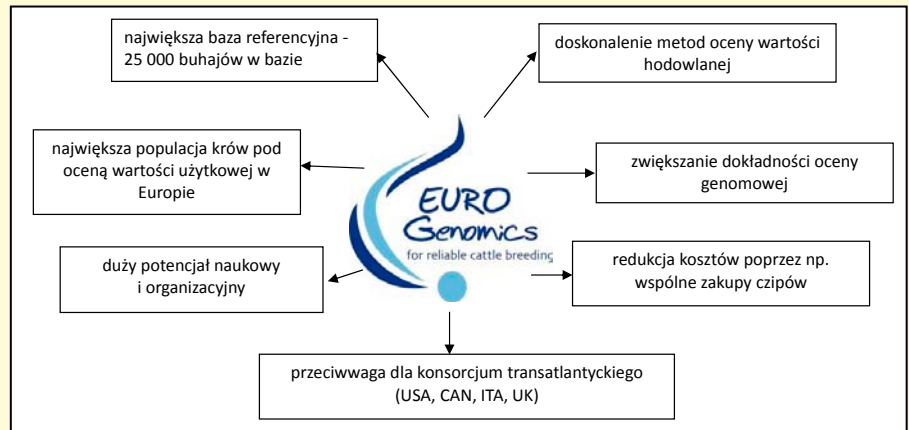 największa baza referencyjna -
25 000 buhajów w bazie
doskonalenie metod oceny wartości
hodowlanej
największa populacja krów pod
oceną wartości użytkowej w
Europie
zwiększanie dokładności oceny
genomowej
EURO
Genomics
for reliable cattle breeding
duży potencjał naukowy
i organizacyjny
redukcja kosztów poprzez np.
wspólne zakupy czipów
przeciwwaga dla konsorcjum transatlantyckiego
(USA, CAN, ITA, UK)